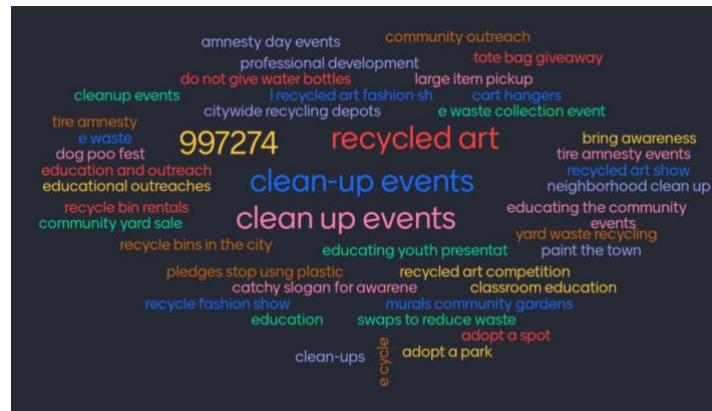 amnesty day events
community outreach
professional development
tote bag giveaway
do not give water bottles
large item pickup
cleanup events
I recycled art fashion sh
cart hangers
citywide recycling depots
e waste collection event
tire amnesty
e waste
997274
recycled art
bring awareness
dog poo fest
tire amnesty events
education and outreach
recycled art show
educational outreaches
clean-up events
neighborhood clean up
recycle bin rentals
clean up events
educating the community
events
community yard sale
yard waste recycling
recycle bins in the city
educating youth presentat
paint the town
pledges stop usng plastic
recycled art competition
catchy slogan for awarene
classroom education
recycle fashion show
murals community gardens
education
swaps to reduce waste
adopt a spot
clean-ups
e cycle
adopt a park